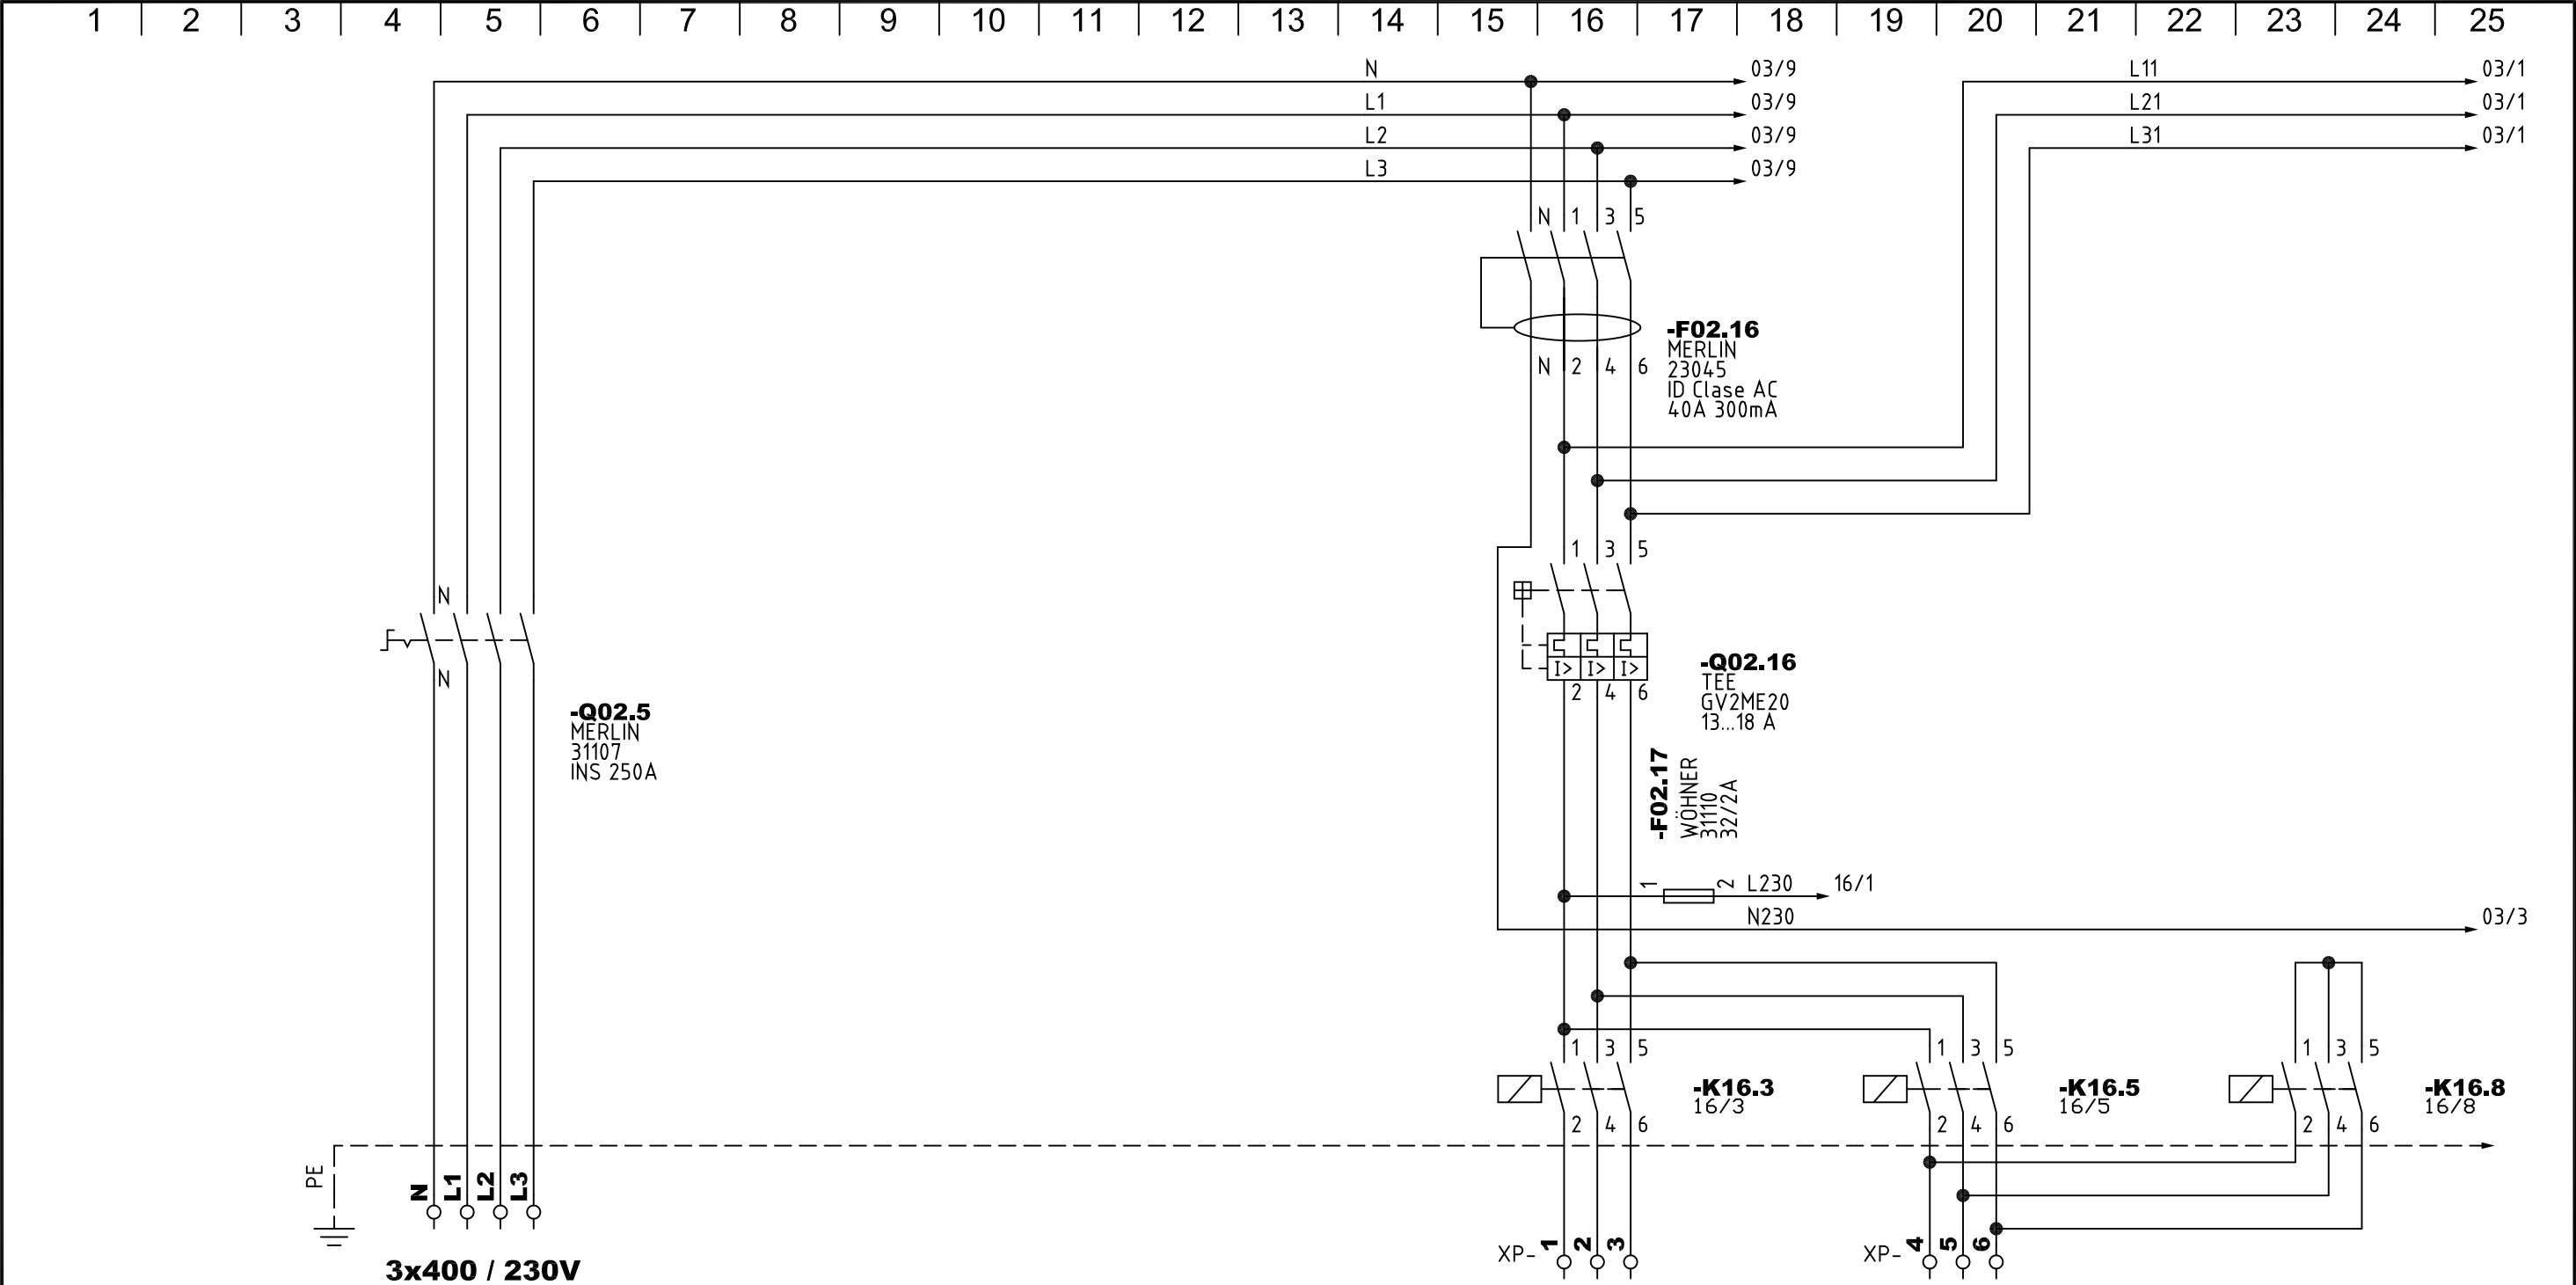 1 2 3 4 5 6 7 8 9 10 11 12 13 14 15 16 17 18 19 20 21 22 23 24 25
N 03/9 L11 03/1
L1 03/9 L21 03/1
L2 03/9 L31 03/1
L3 03/9
N 1 3 5
-F02.16
MERLIN
23045
ID Clase AC
40A 300mA
N 2 4 6
1 3 5
N
N
-Q02.5
MERLIN
31107
INS 250A
I> I> I>
2 4 6
-Q02.16
TEE
GV2ME20
13...18 A
-F02.17
WÖHNER
31110
32/2A
1 2 L230 16/1
N230 03/3
1 3 5 1 3 5 1 3 5
-K16.3
16/3
-K16.5
16/5
-K16.8
16/8
2 4 6 2 4 6 2 4 6
PE
N L1 L2 L3
XP- 1 2 3 XP- 4 5 6
3x400 / 230V